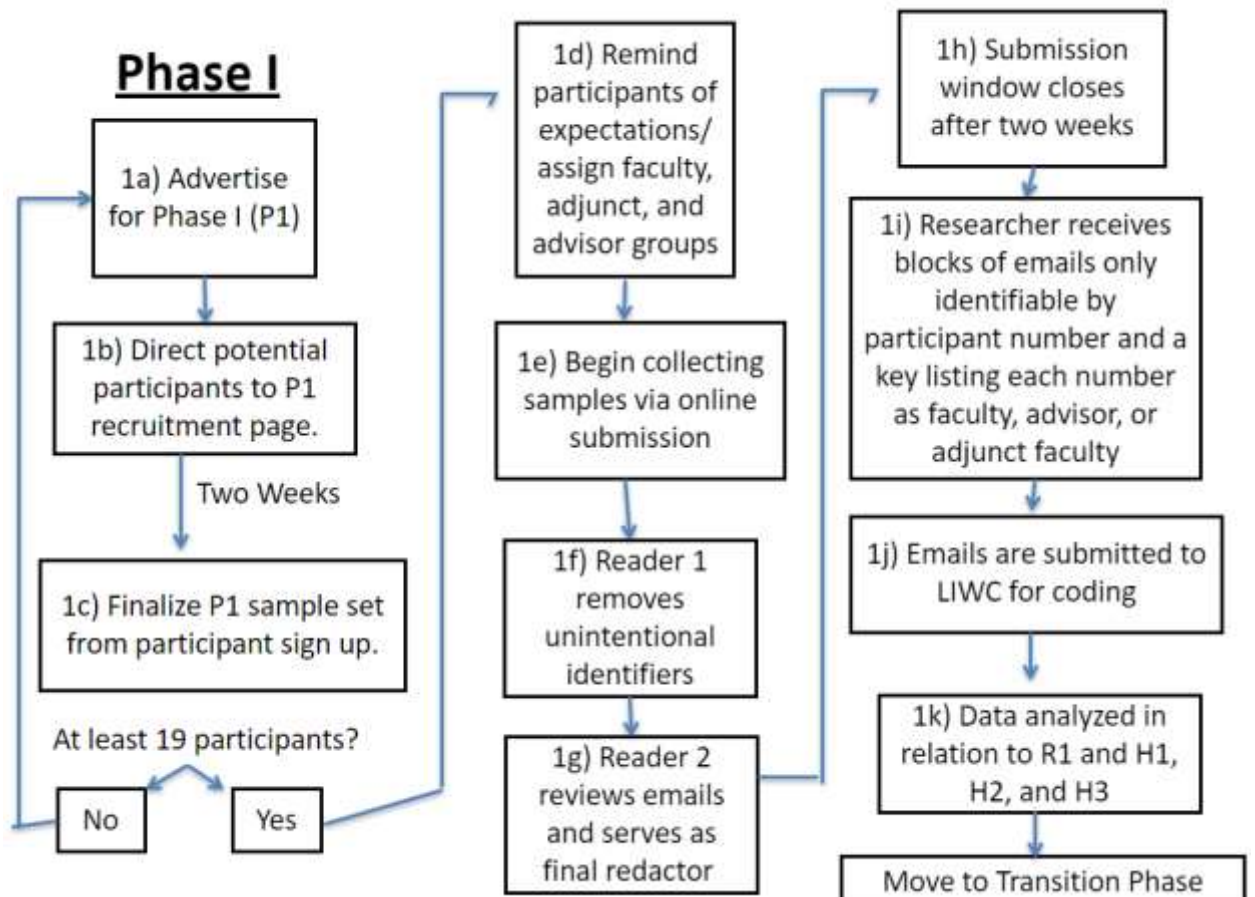 Phase I
1a) Advertise
for Phase I (P1)
1b) Direct potential
participants to P1
recruitment page.
Two Weeks
1c) Finalize P1 sample set
from participant sign up.
At least 19 participants?
No
Yes
1d) Remind
participants of
expectations/
assign faculty,
adjunct, and
advisor groups
1e) Begin collecting
samples via online
submission
1f) Reader 1
removes
unintentional
identifiers
1g) Reader 2
reviews emails
and serves as
final redactor
1h) Submission
window closes
after two weeks
1i) Researcher receives
blocks of emails only
identifiable by
participant number and a
key listing each number
as faculty, advisor, or
adjunct faculty
1j) Emails are submitted to
LIWC for coding
1k) Data analyzed in
relation to R1 and H1,
H2, and H3
Move to Transition Phase